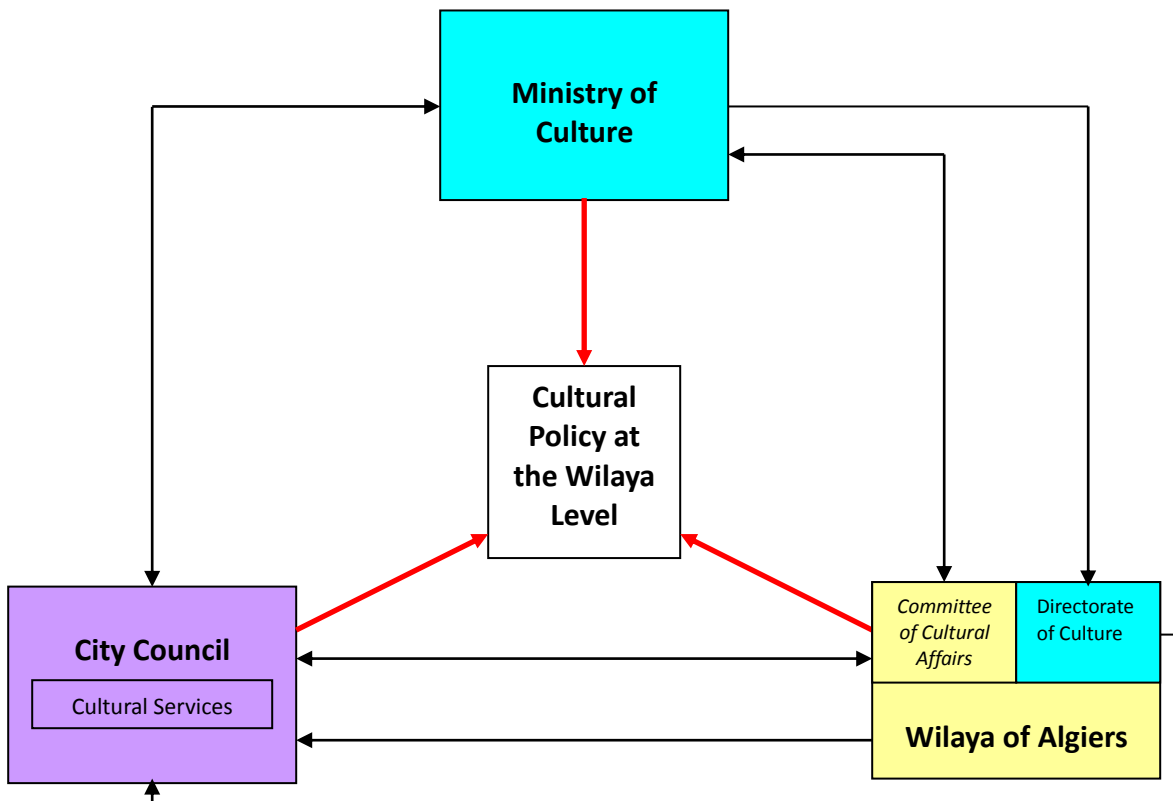 Ministry of
Culture
Cultural
Policy at
the Wilaya
Level
City Council
Cultural Services
Committee
of Cultural
Affairs
Directorate
of Culture
Wilaya of Algiers